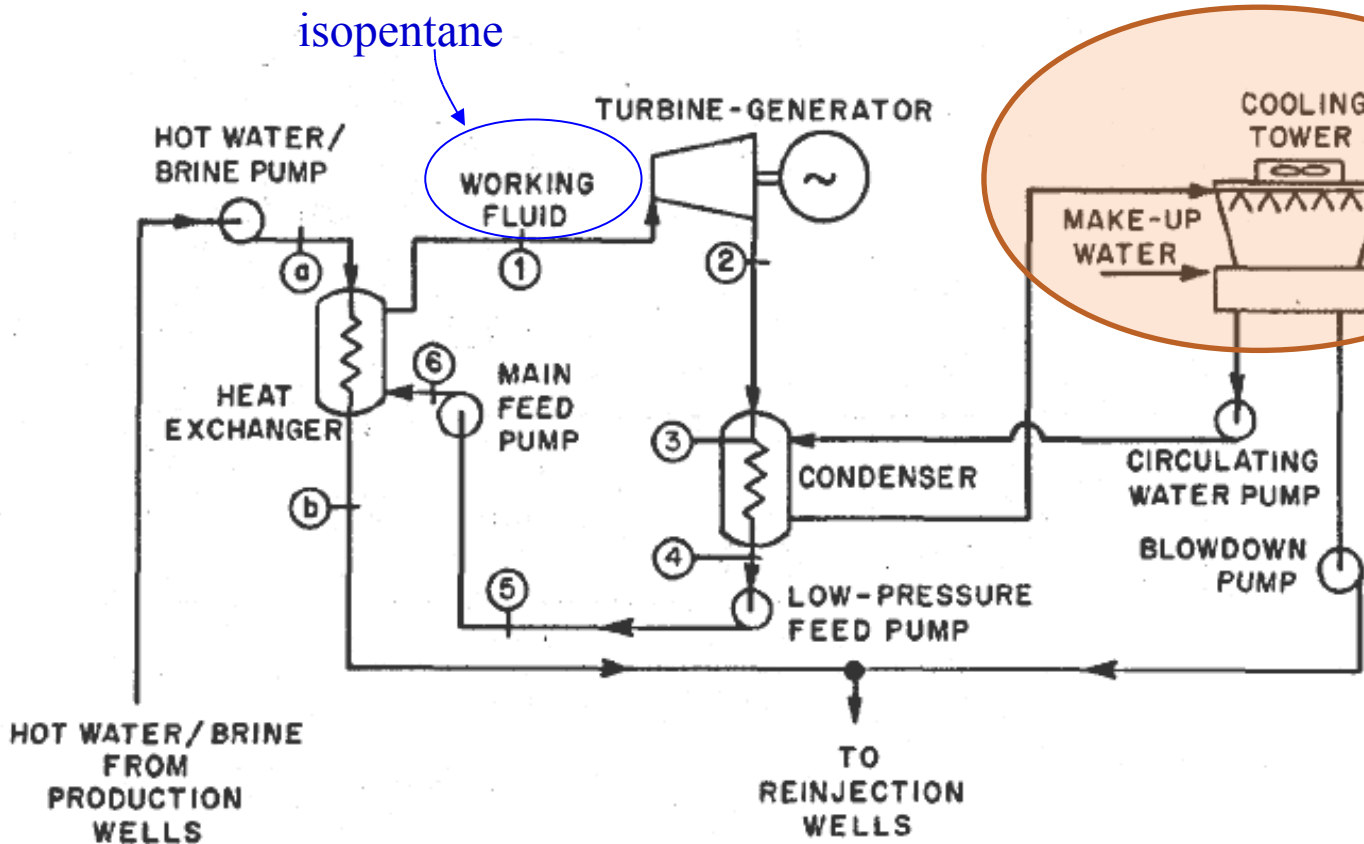 isopentane
TURBINE-GENERATOR
COOLING
TOWER
HOT WATER/
BRINE PUMP
WORKING
FLUID
~
MAKE-UP
WATER
a
1
2
6
MAIN
FEED
PUMP
HEAT
EXCHANGER
3
CONDENSER
CIRCULATING
WATER PUMP
b
4
BLOWDOWN
PUMP
5
LOW-PRESSURE
FEED PUMP
HOT WATER/BRINE
FROM
PRODUCTION
WELLS
TO
REINJECTION
WELLS